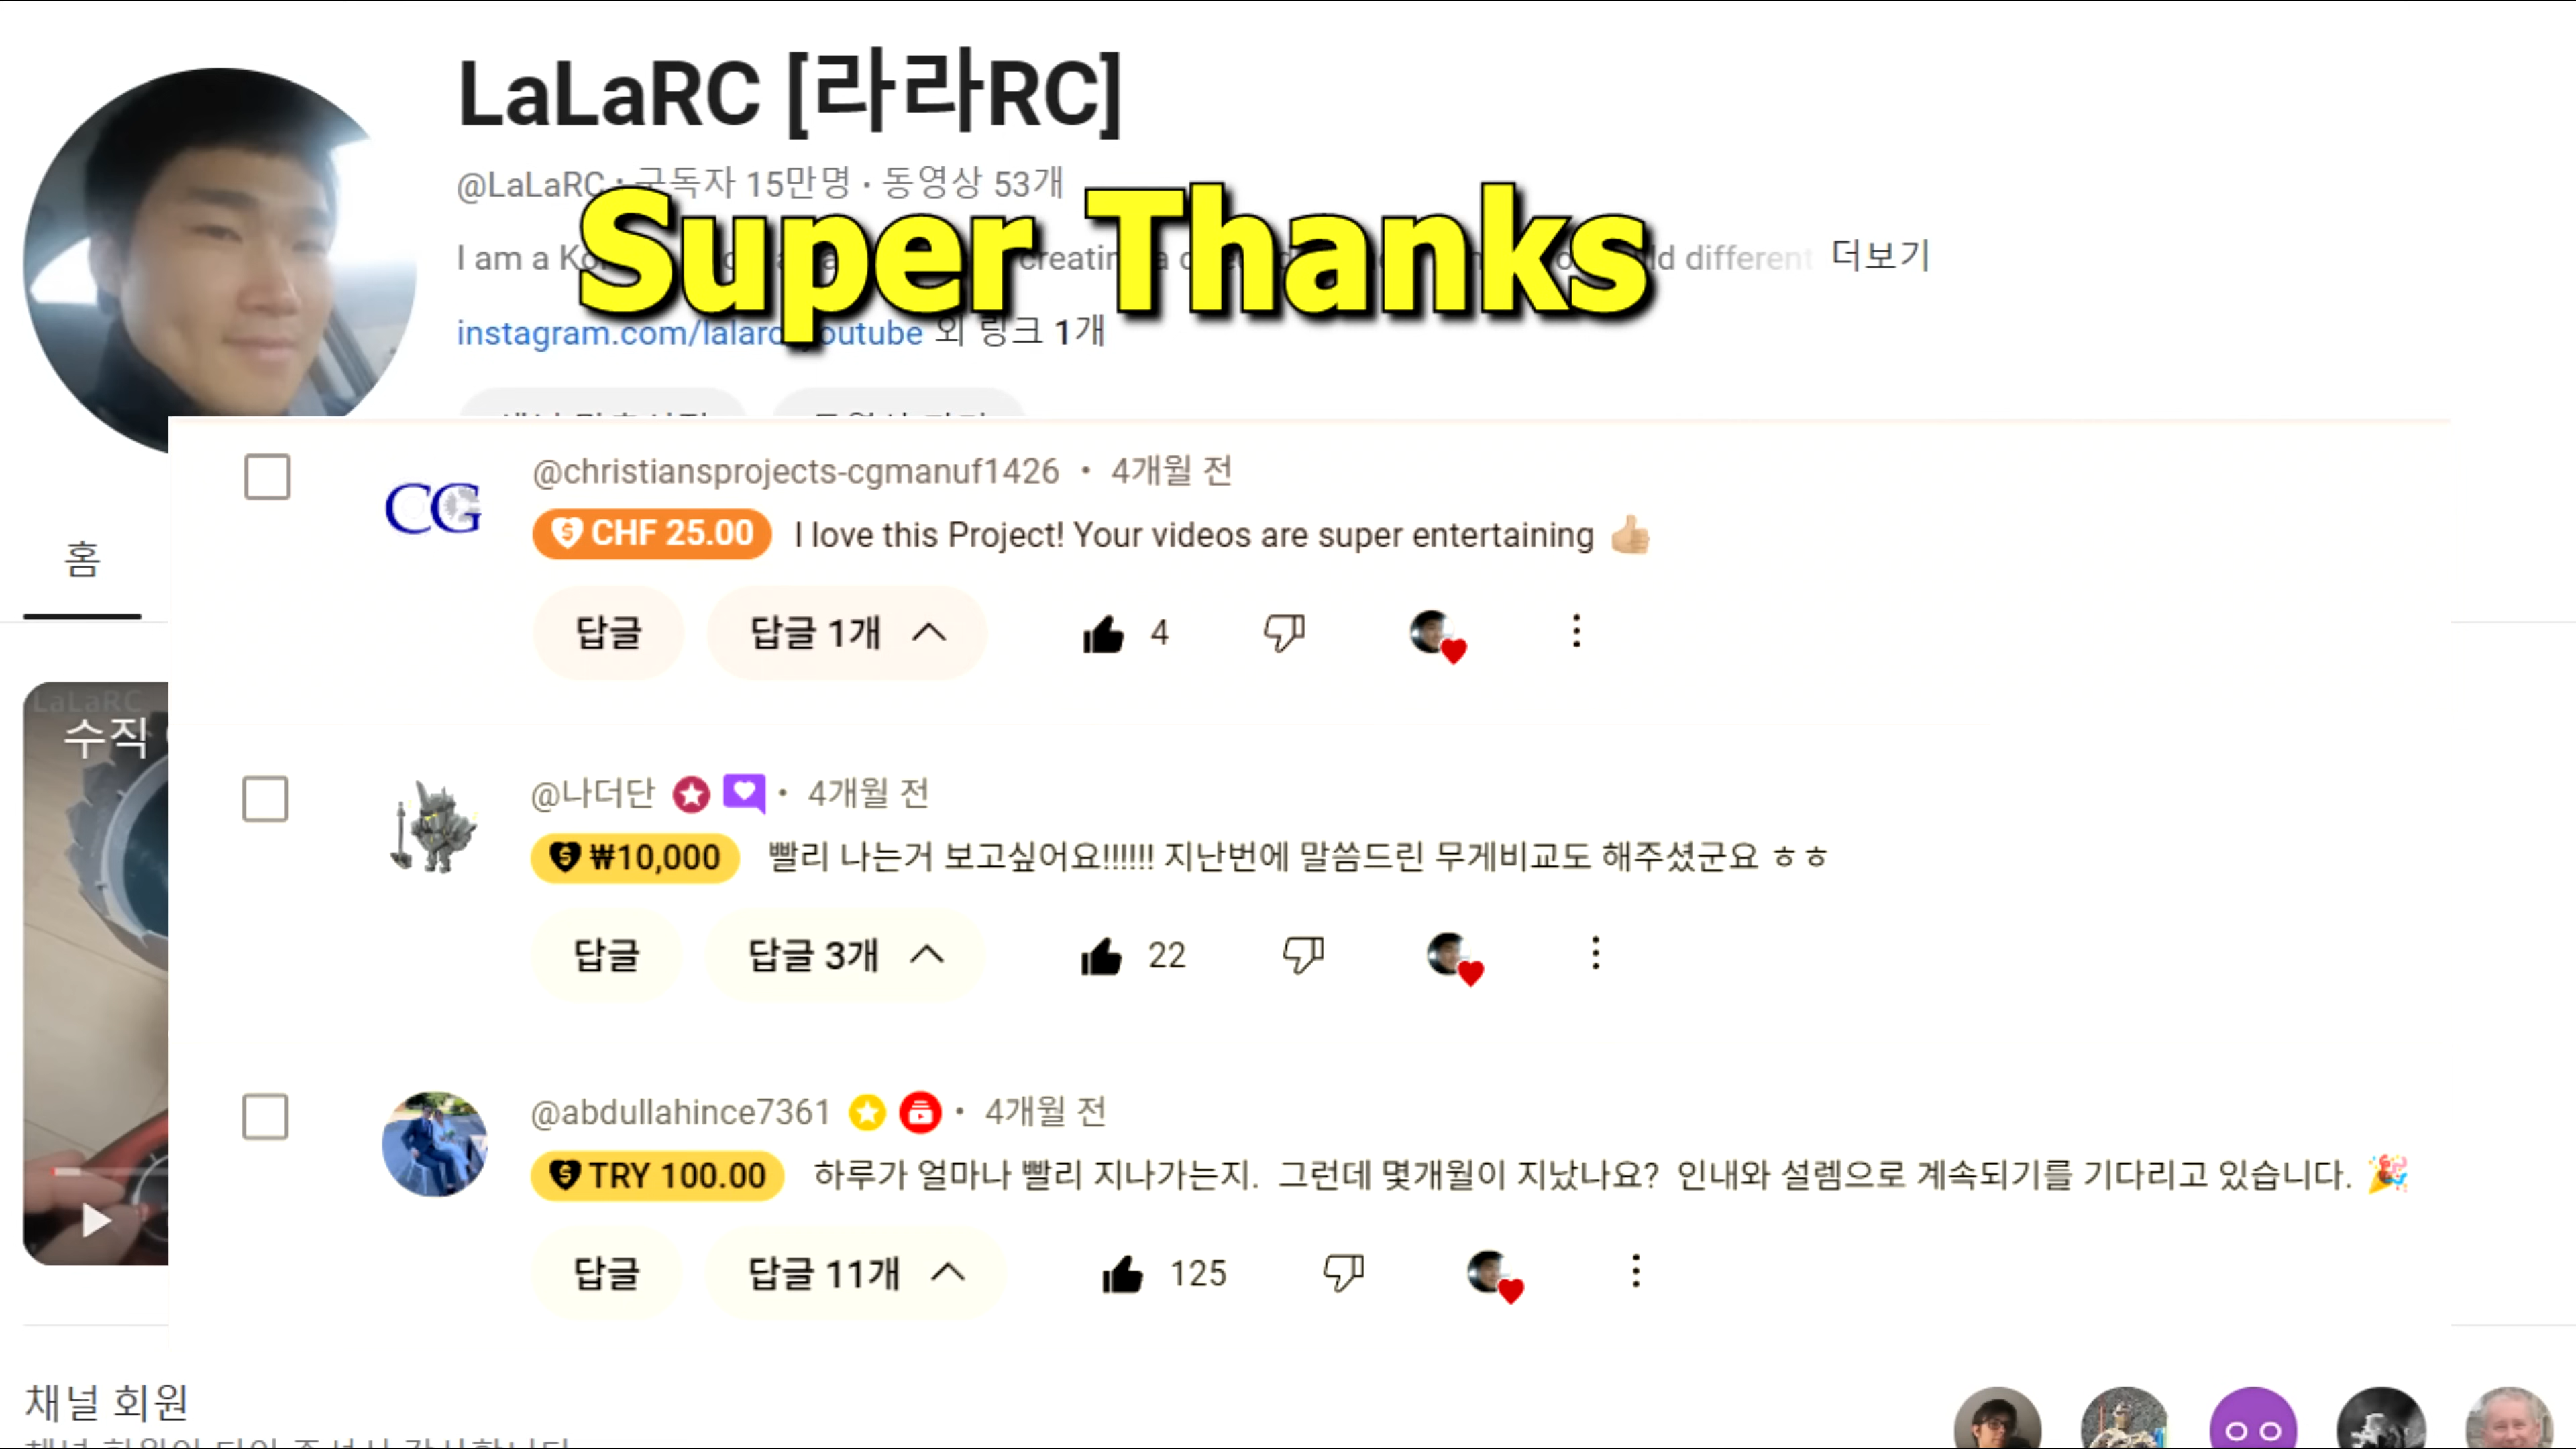 LaLaRC [라라RC]
@LaLaRC · 구독자 15만명 · 동영상 53개
Super Thanks
I am a creating a different 더보기
instagram.com/lalarc_youtube 외 링크 1개
@christiansprojects-cgmanuf1426 • 4개월 전
CG
CHF 25.00 I love this Project! Your videos are super entertaining 👍🏼
홈
답글 답글 1개 4
LaLaRC
수직
@나더단 • 4개월 전
₩10,000 빨리 나는거 보고싶어요!!!!!! 지난번에 말씀드린 무게비교도 해주셨군요 ㅎㅎ
답글 답글 3개 22
@abdullahince7361 • 4개월 전
TRY 100.00 하루가 얼마나 빨리 지나가는지. 그런데 몇개월이 지났나요? 인내와 설렘으로 계속되기를 기다리고 있습니다. 🎉
답글 답글 11개 125
채널 회원